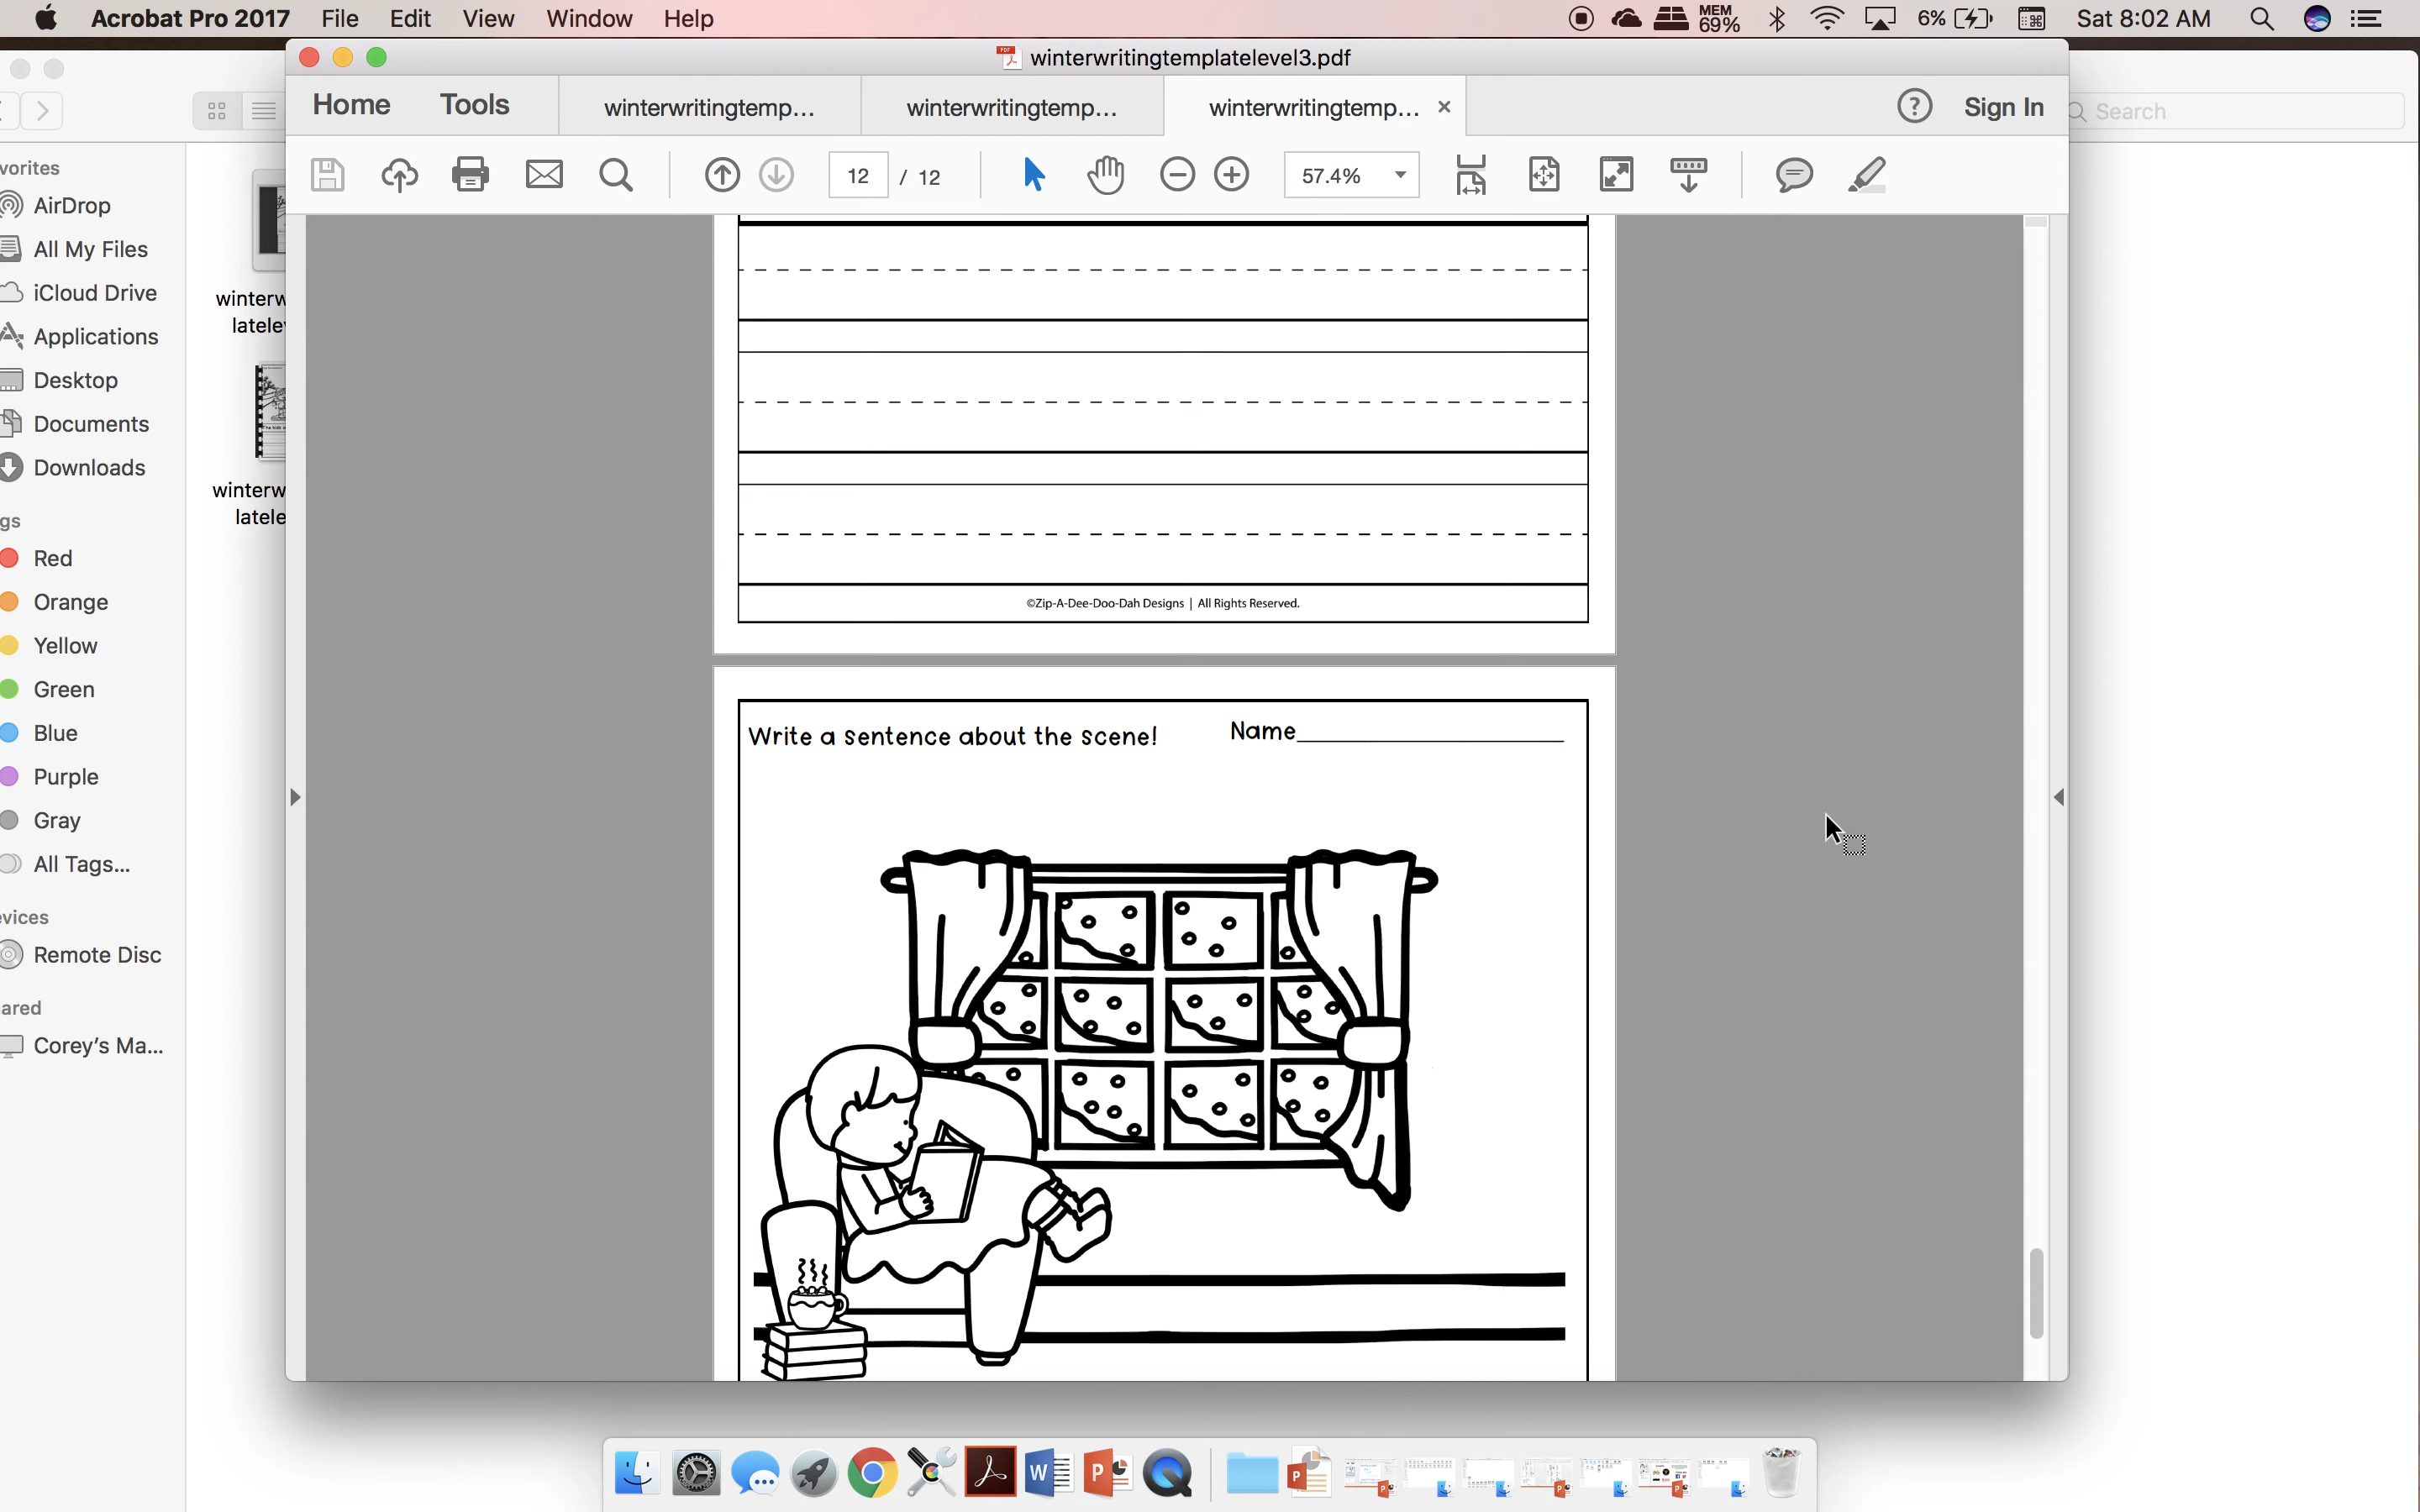 Acrobat Pro 2017 File Edit View Window Help MEM 69% 6% Sat 8:02 AM
winterwritingtemplatelevel3.pdf
Home Tools winterwritingtemp... winterwritingtemp... winterwritingtemp... × ? Sign In Search
12 / 12 57.4%
vorites
AirDrop
All My Files
iCloud Drive
Applications
Desktop
Documents
Downloads
gs
Red
Orange
Yellow
Green
Blue
Purple
Gray
All Tags...
evices
Remote Disc
ared
Corey's Ma...
winterw
latele
winterw
latele
©Zip-A-Dee-Doo-Dah Designs | All Rights Reserved.
Write a sentence about the scene! Name